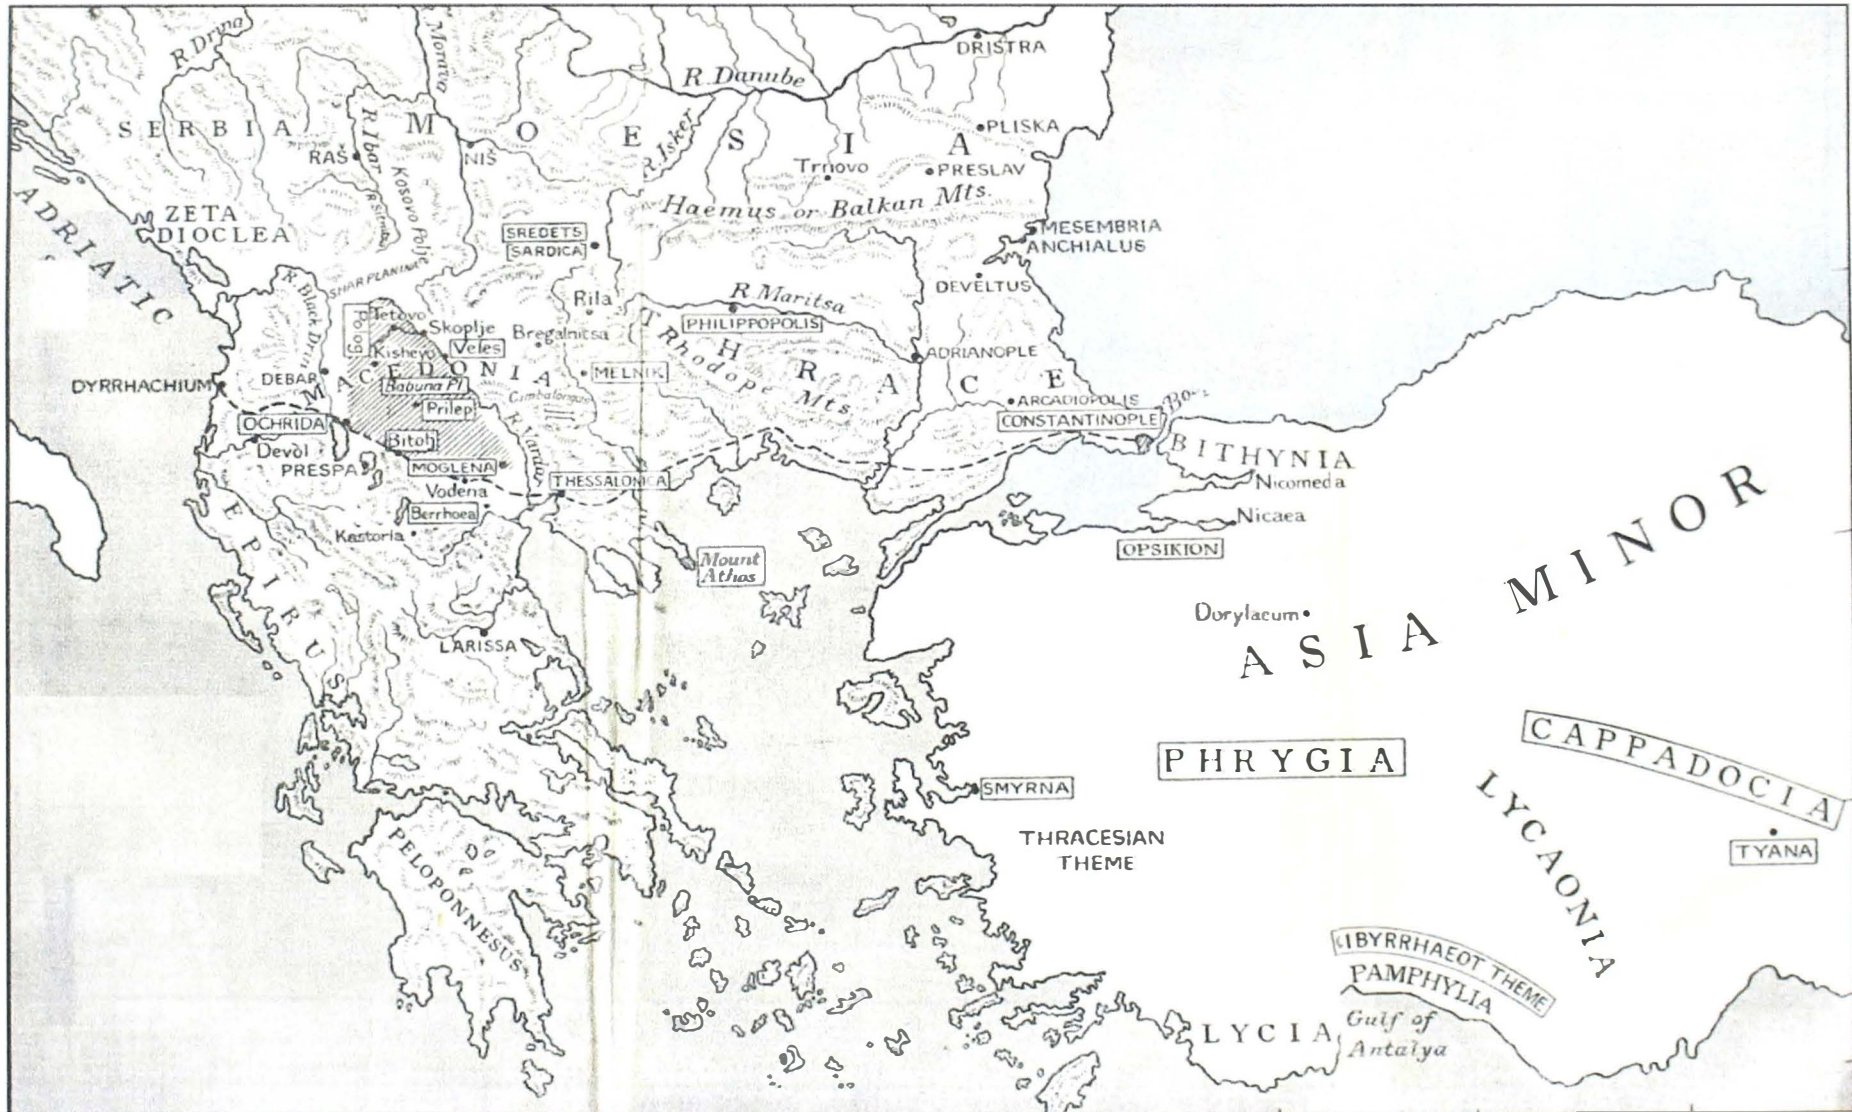 R. Drina
Morava
DRISTRA
R. Danube
SERBIA
MOESIA
R. Ibar
R. Isker
PLISKA
RAŠ
NIŠ
Kosovo Polje
Trnovo
PRESLAV
ADRIATIC
ZETA
DIOCLEA
Haemus or Balkan Mts.
SREDETS
SARDICA
MESEMBRIA
ANCHIALUS
SHAR PLANINA
R. Black Drin
DEVELTUS
Rila
R. Maritsa
Tetovo
Skoplje
Bregalnitsa
PHILIPPOPOLIS
THRACE
Rhodope Mts.
Kishevo
Veles
ADRIANOPLE
DYRRHACHIUM
DEBAR
MACEDONIA
Babuna Pl
MELNIK
Prilep
ARCADIOPOLIS
CONSTANTINOPLE
OCHRIDA
Bitolj
R. Vardar
BITHYNIA
Devol
PRESPA
MOGLENA
THESSALONICA
Nicomeda
Vodena
Berrhoea
Nicaea
Kastoria
OPSIKION
Mount
Athos
EPIRUS
Dorylaeum
ASIA MINOR
LARISSA
CAPPADOCIA
PHRYGIA
SMYRNA
LYCAONIA
THRACESIAN
THEME
TYANA
PELOPONNESUS
CIBYRRHAEOT THEME
PAMPHYLIA
LYCIA
Gulf of
Antalya